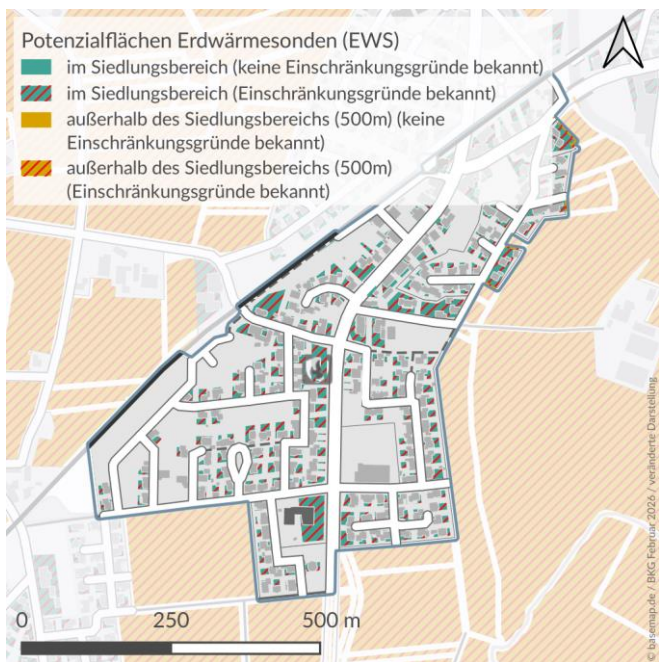 Potenzialflächen Erdwärmesonden (EWS)
im Siedlungsbereich (keine Einschränkungsgründe bekannt)
im Siedlungsbereich (Einschränkungsgründe bekannt)
außerhalb des Siedlungsbereichs (500m) (keine
Einschränkungsgründe bekannt)
außerhalb des Siedlungsbereichs (500m)
(Einschränkungsgründe bekannt)
0 250 500 m
© basemap.de / BKG Februar 2026 / veränderte Darstellung